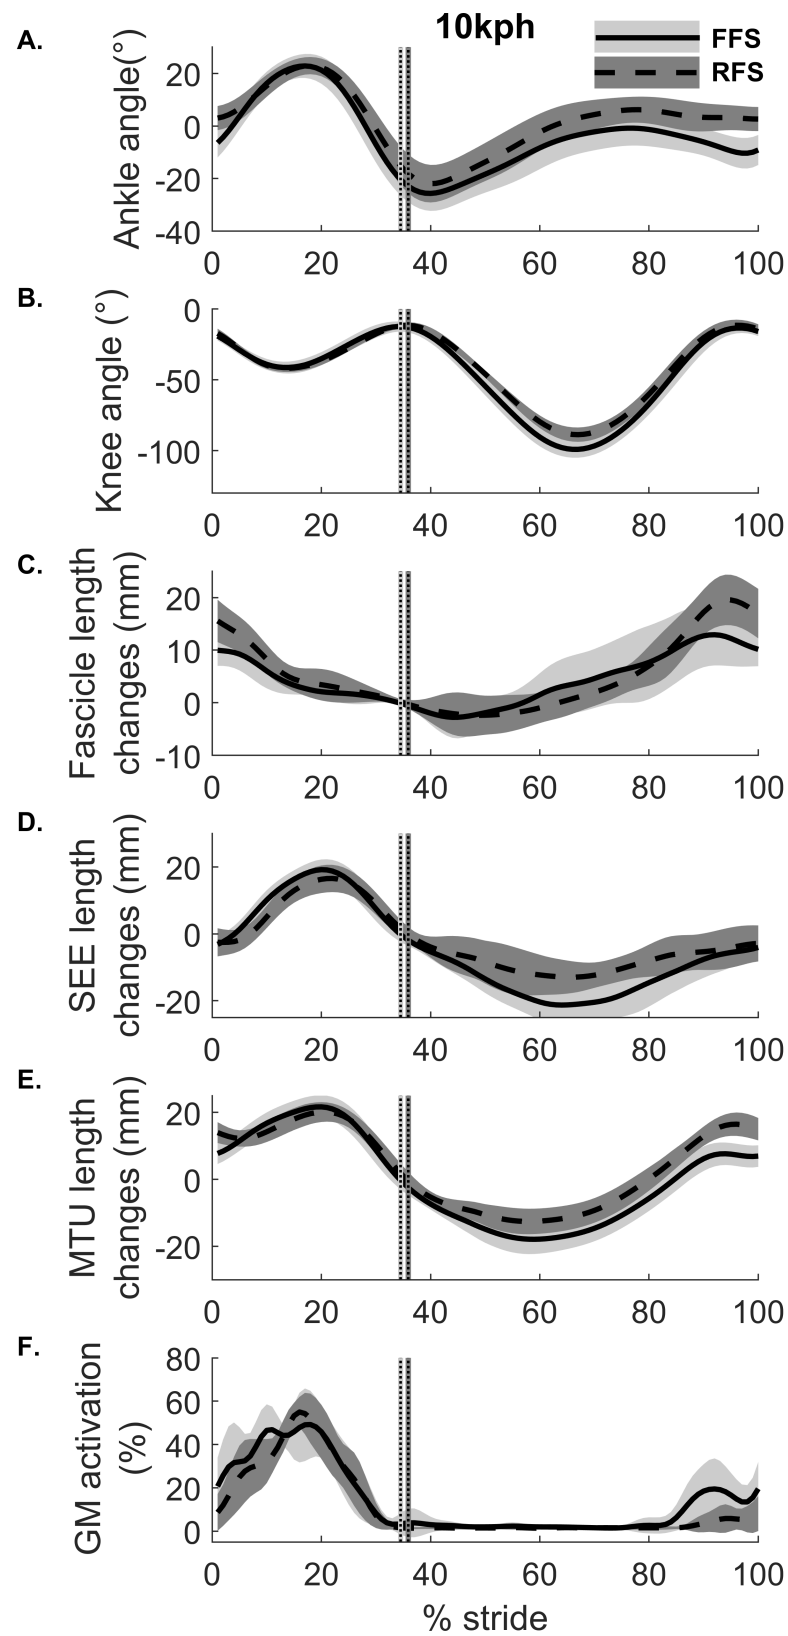 10kph
FFS
RFS
A.
Ankle angle(°)
20
0
-20
-40
0 20 40 60 80 100
B.
Knee angle (°)
0
-50
-100
0 20 40 60 80 100
C.
Fascicle length
changes (mm)
20
10
0
-10
0 20 40 60 80 100
D.
SEE length
changes (mm)
20
0
-20
0 20 40 60 80 100
E.
MTU length
changes (mm)
20
0
-20
0 20 40 60 80 100
F.
GM activation
(%)
80
60
40
20
0
0 20 40 60 80 100
% stride